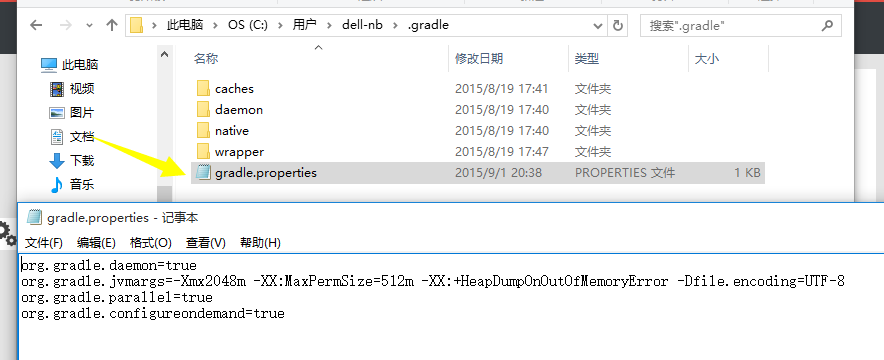 此电脑 > OS (C:) > 用户 > dell-nb > .gradle
搜索".gradle"
此电脑
视频
图片
文档
下载
音乐
名称 修改日期 类型 大小
caches 2015/8/19 17:41 文件夹
daemon 2015/8/19 17:40 文件夹
native 2015/8/19 17:40 文件夹
wrapper 2015/8/19 17:47 文件夹
gradle.properties 2015/9/1 20:38 PROPERTIES 文件 1 KB
gradle.properties - 记事本
文件(F) 编辑(E) 格式(O) 查看(V) 帮助(H)
org.gradle.daemon=true
org.gradle.jvmargs=-Xmx2048m -XX:MaxPermSize=512m -XX:+HeapDumpOnOutOfMemoryError -Dfile.encoding=UTF-8
org.gradle.parallel=true
org.gradle.configureondemand=true